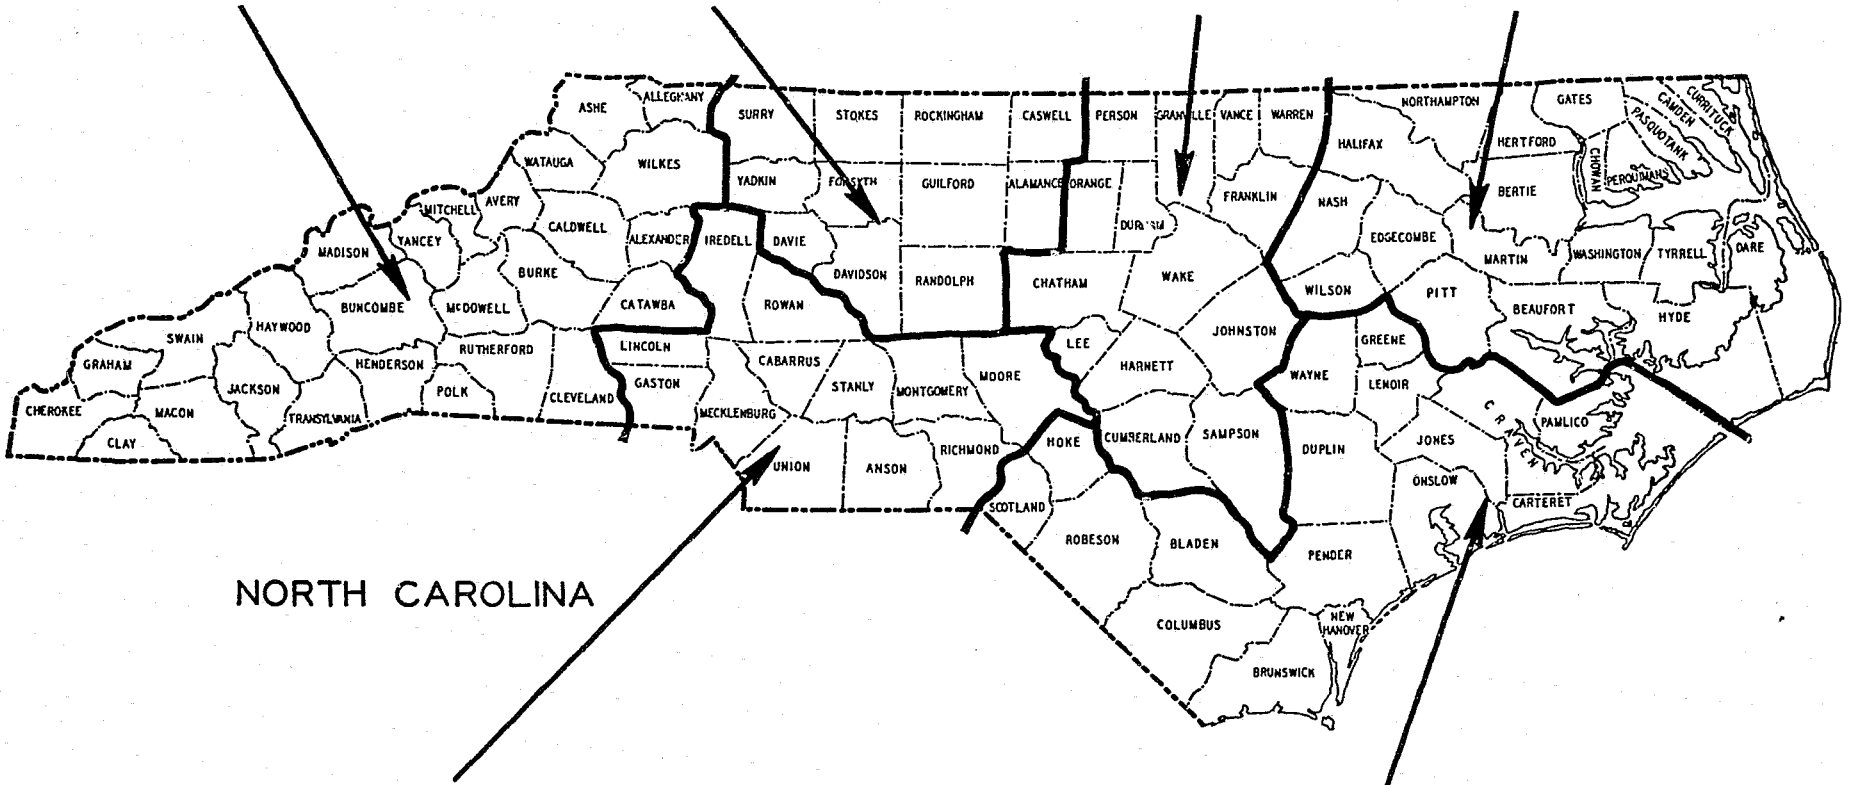 ASHE
ALLEGHANY
SURRY
STOKES
ROCKINGHAM
CASWELL
PERSON
GRANVILLE
VANCE
WARREN
NORTHAMPTON
GATES
CURRITUCK
CAMDEN
PASQUOTANK
PERQUIMANS
CHOWAN
HERTFORD
HALIFAX
WATAUGA
WILKES
YADKIN
FORSYTH
GUILFORD
ALAMANCE
ORANGE
DURHAM
FRANKLIN
NASH
BERTIE
MITCHELL
AVERY
CALDWELL
ALEXANDER
IREDELL
DAVIE
DAVIDSON
RANDOLPH
CHATHAM
WAKE
EDGECOMBE
MARTIN
WASHINGTON
TYRRELL
DARE
MADISON
YANCEY
BURKE
CATAWBA
ROWAN
WILSON
PITT
BEAUFORT
HYDE
BUNCOMBE
McDOWELL
HAYWOOD
SWAIN
GRAHAM
RUTHERFORD
LINCOLN
CABARRUS
LEE
JOHNSTON
GREENE
HENDERSON
JACKSON
POLK
CLEVELAND
GASTON
STANLY
MONTGOMERY
MOORE
HARNETT
WAYNE
LENOIR
CHEROKEE
MACON
TRANSYLVANIA
MECKLENBURG
CLAY
UNION
ANSON
RICHMOND
HOKE
CUMBERLAND
SAMPSON
DUPLIN
JONES
CRAVEN
PAMLICO
ONSLOW
CARTERET
SCOTLAND
ROBESON
BLADEN
PENDER
NORTH CAROLINA
COLUMBUS
NEW
HANOVER
BRUNSWICK